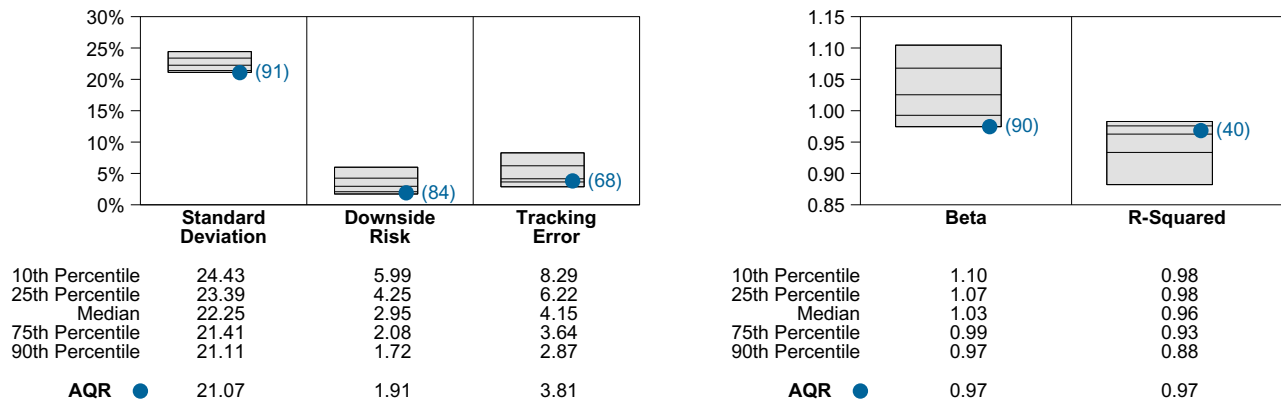 30%
25%
20%
15%
10%
5%
0%
(91)
(84)
(68)
Standard Deviation
Downside Risk
Tracking Error
10th Percentile 24.43 5.99 8.29
25th Percentile 23.39 4.25 6.22
Median 22.25 2.95 4.15
75th Percentile 21.41 2.08 3.64
90th Percentile 21.11 1.72 2.87
AQR 21.07 1.91 3.81
1.15
1.10
1.05
1.00
0.95
0.90
0.85
(90)
(40)
Beta R-Squared
10th Percentile 1.10 0.98
25th Percentile 1.07 0.98
Median 1.03 0.96
75th Percentile 0.99 0.93
90th Percentile 0.97 0.88
AQR 0.97 0.97